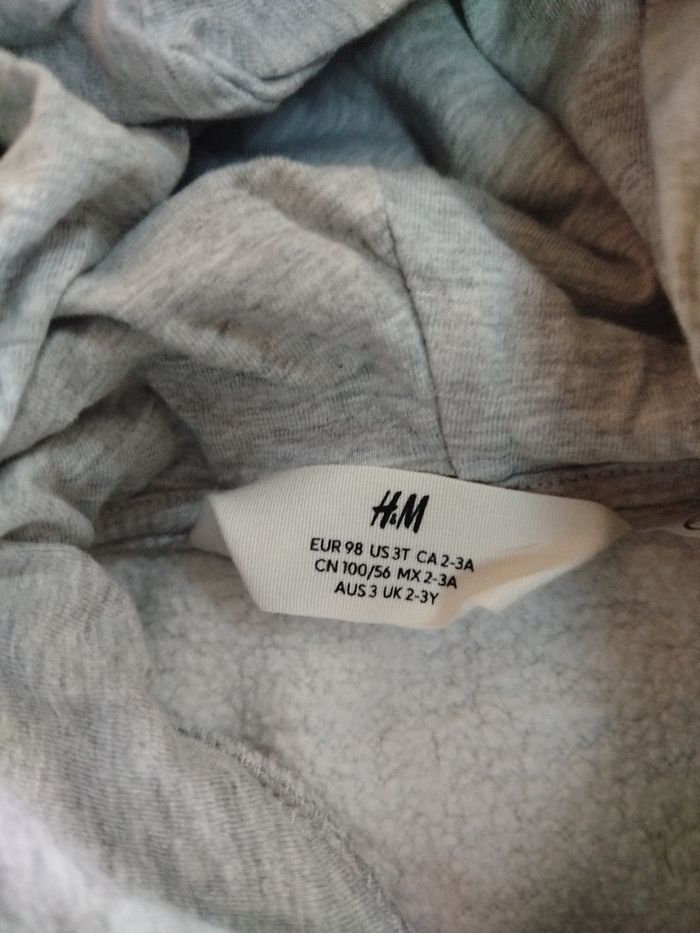 H&M
EUR 98 US 3T CA 2-3A
CN 100/56 MX 2-3A
AUS 3 UK 2-3Y